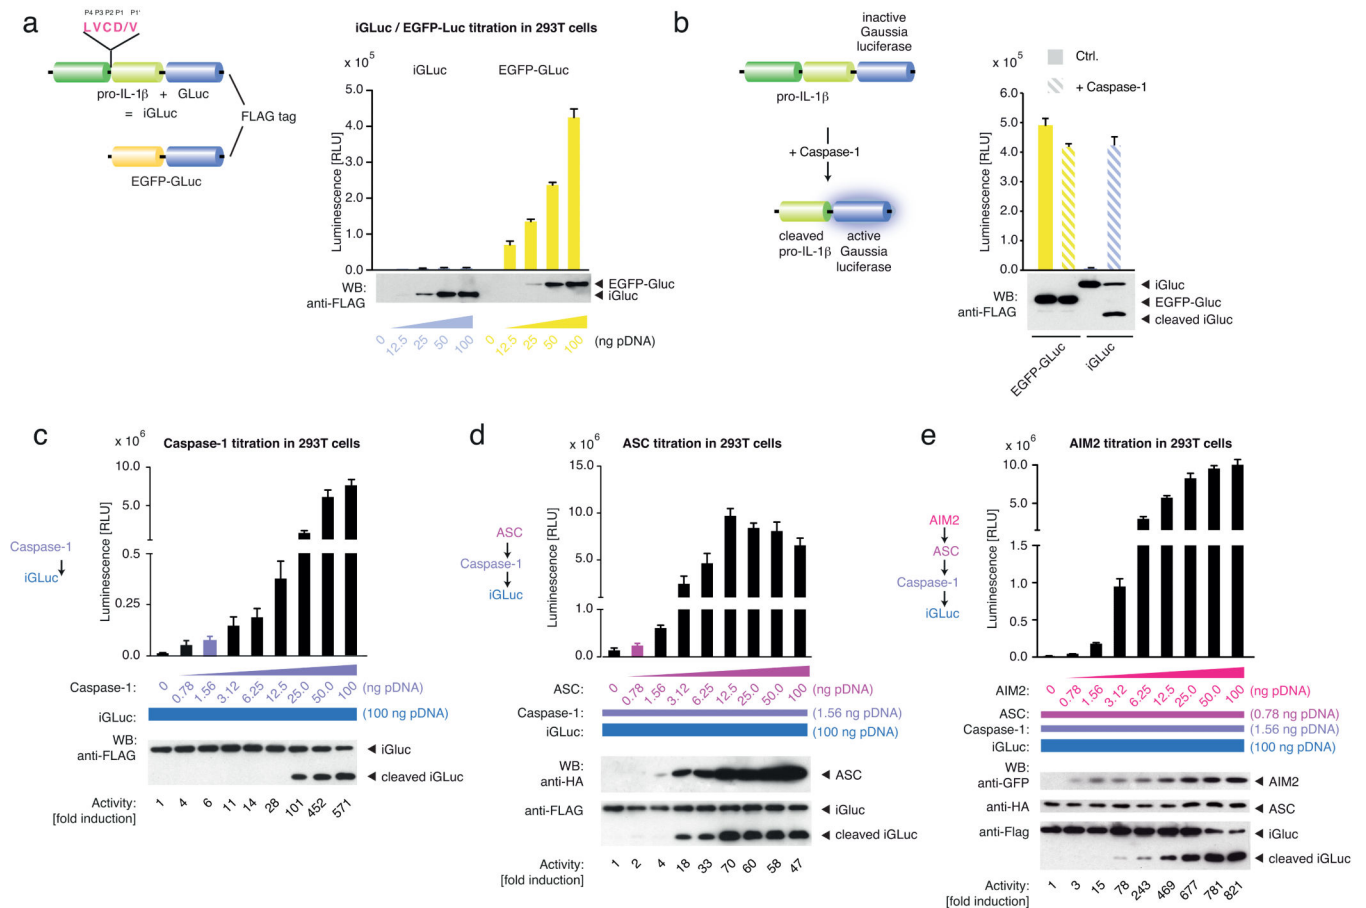 a
P4 P3 P2 P1 P1'
LVCD/V
pro-IL-1β + GLuc
= iGLuc
FLAG tag
EGFP-GLuc
iGLuc / EGFP-Luc titration in 293T cells
x 10⁵
iGLuc EGFP-GLuc
Luminescence [RLU]
5.0
4.0
3.0
2.0
1.0
0.0
WB:
anti-FLAG
EGFP-Gluc
iGluc
0 12.5 25 50 100 0 12.5 25 50 100 (ng pDNA)
b
inactive
Gaussia
luciferase
pro-IL-1β
+ Caspase-1
cleaved
pro-IL-1β
active
Gaussia
luciferase
Ctrl.
+ Caspase-1
x 10⁵
Luminescence [RLU]
6.0
5.0
4.0
3.0
2.0
1.0
0.0
WB:
anti-FLAG
iGluc
EGFP-Gluc
cleaved iGluc
EGFP-GLuc iGLuc
c
Caspase-1 titration in 293T cells
x 10⁶
Caspase-1
iGLuc
Luminescence [RLU]
10.0
5.0
0.5
0.25
0.0
Caspase-1: 0 0.78 1.56 3.12 6.25 12.5 25.0 50.0 100 (ng pDNA)
iGLuc: (100 ng pDNA)
WB:
anti-FLAG
iGluc
cleaved iGLuc
Activity: 1 4 6 11 14 28 101 452 571
[fold induction]
d
ASC titration in 293T cells
x 10⁶
ASC
Caspase-1
iGLuc
Luminescence [RLU]
15.0
10.0
5.0
1.0
0.0
ASC: 0 0.78 1.56 3.12 6.25 12.5 25.0 50.0 100 (ng pDNA)
Caspase-1: (1.56 ng pDNA)
iGLuc: (100 ng pDNA)
WB:
anti-HA
ASC
anti-FLAG
iGluc
cleaved iGLuc
Activity: 1 2 4 18 33 70 60 58 47
[fold induction]
e
AIM2 titration in 293T cells
x 10⁶
AIM2
ASC
Caspase-1
iGLuc
Luminescence [RLU]
10.0
5.0
1.5
1.0
0.5
0.0
AIM2: 0 0.78 1.56 3.12 6.25 12.5 25.0 50.0 100 (ng pDNA)
ASC: (0.78 ng pDNA)
Caspase-1: (1.56 ng pDNA)
iGLuc: (100 ng pDNA)
WB:
anti-GFP
AIM2
anti-HA
ASC
anti-Flag
iGluc
cleaved iGLuc
Activity: 1 3 15 78 243 469 677 781 821
[fold induction]